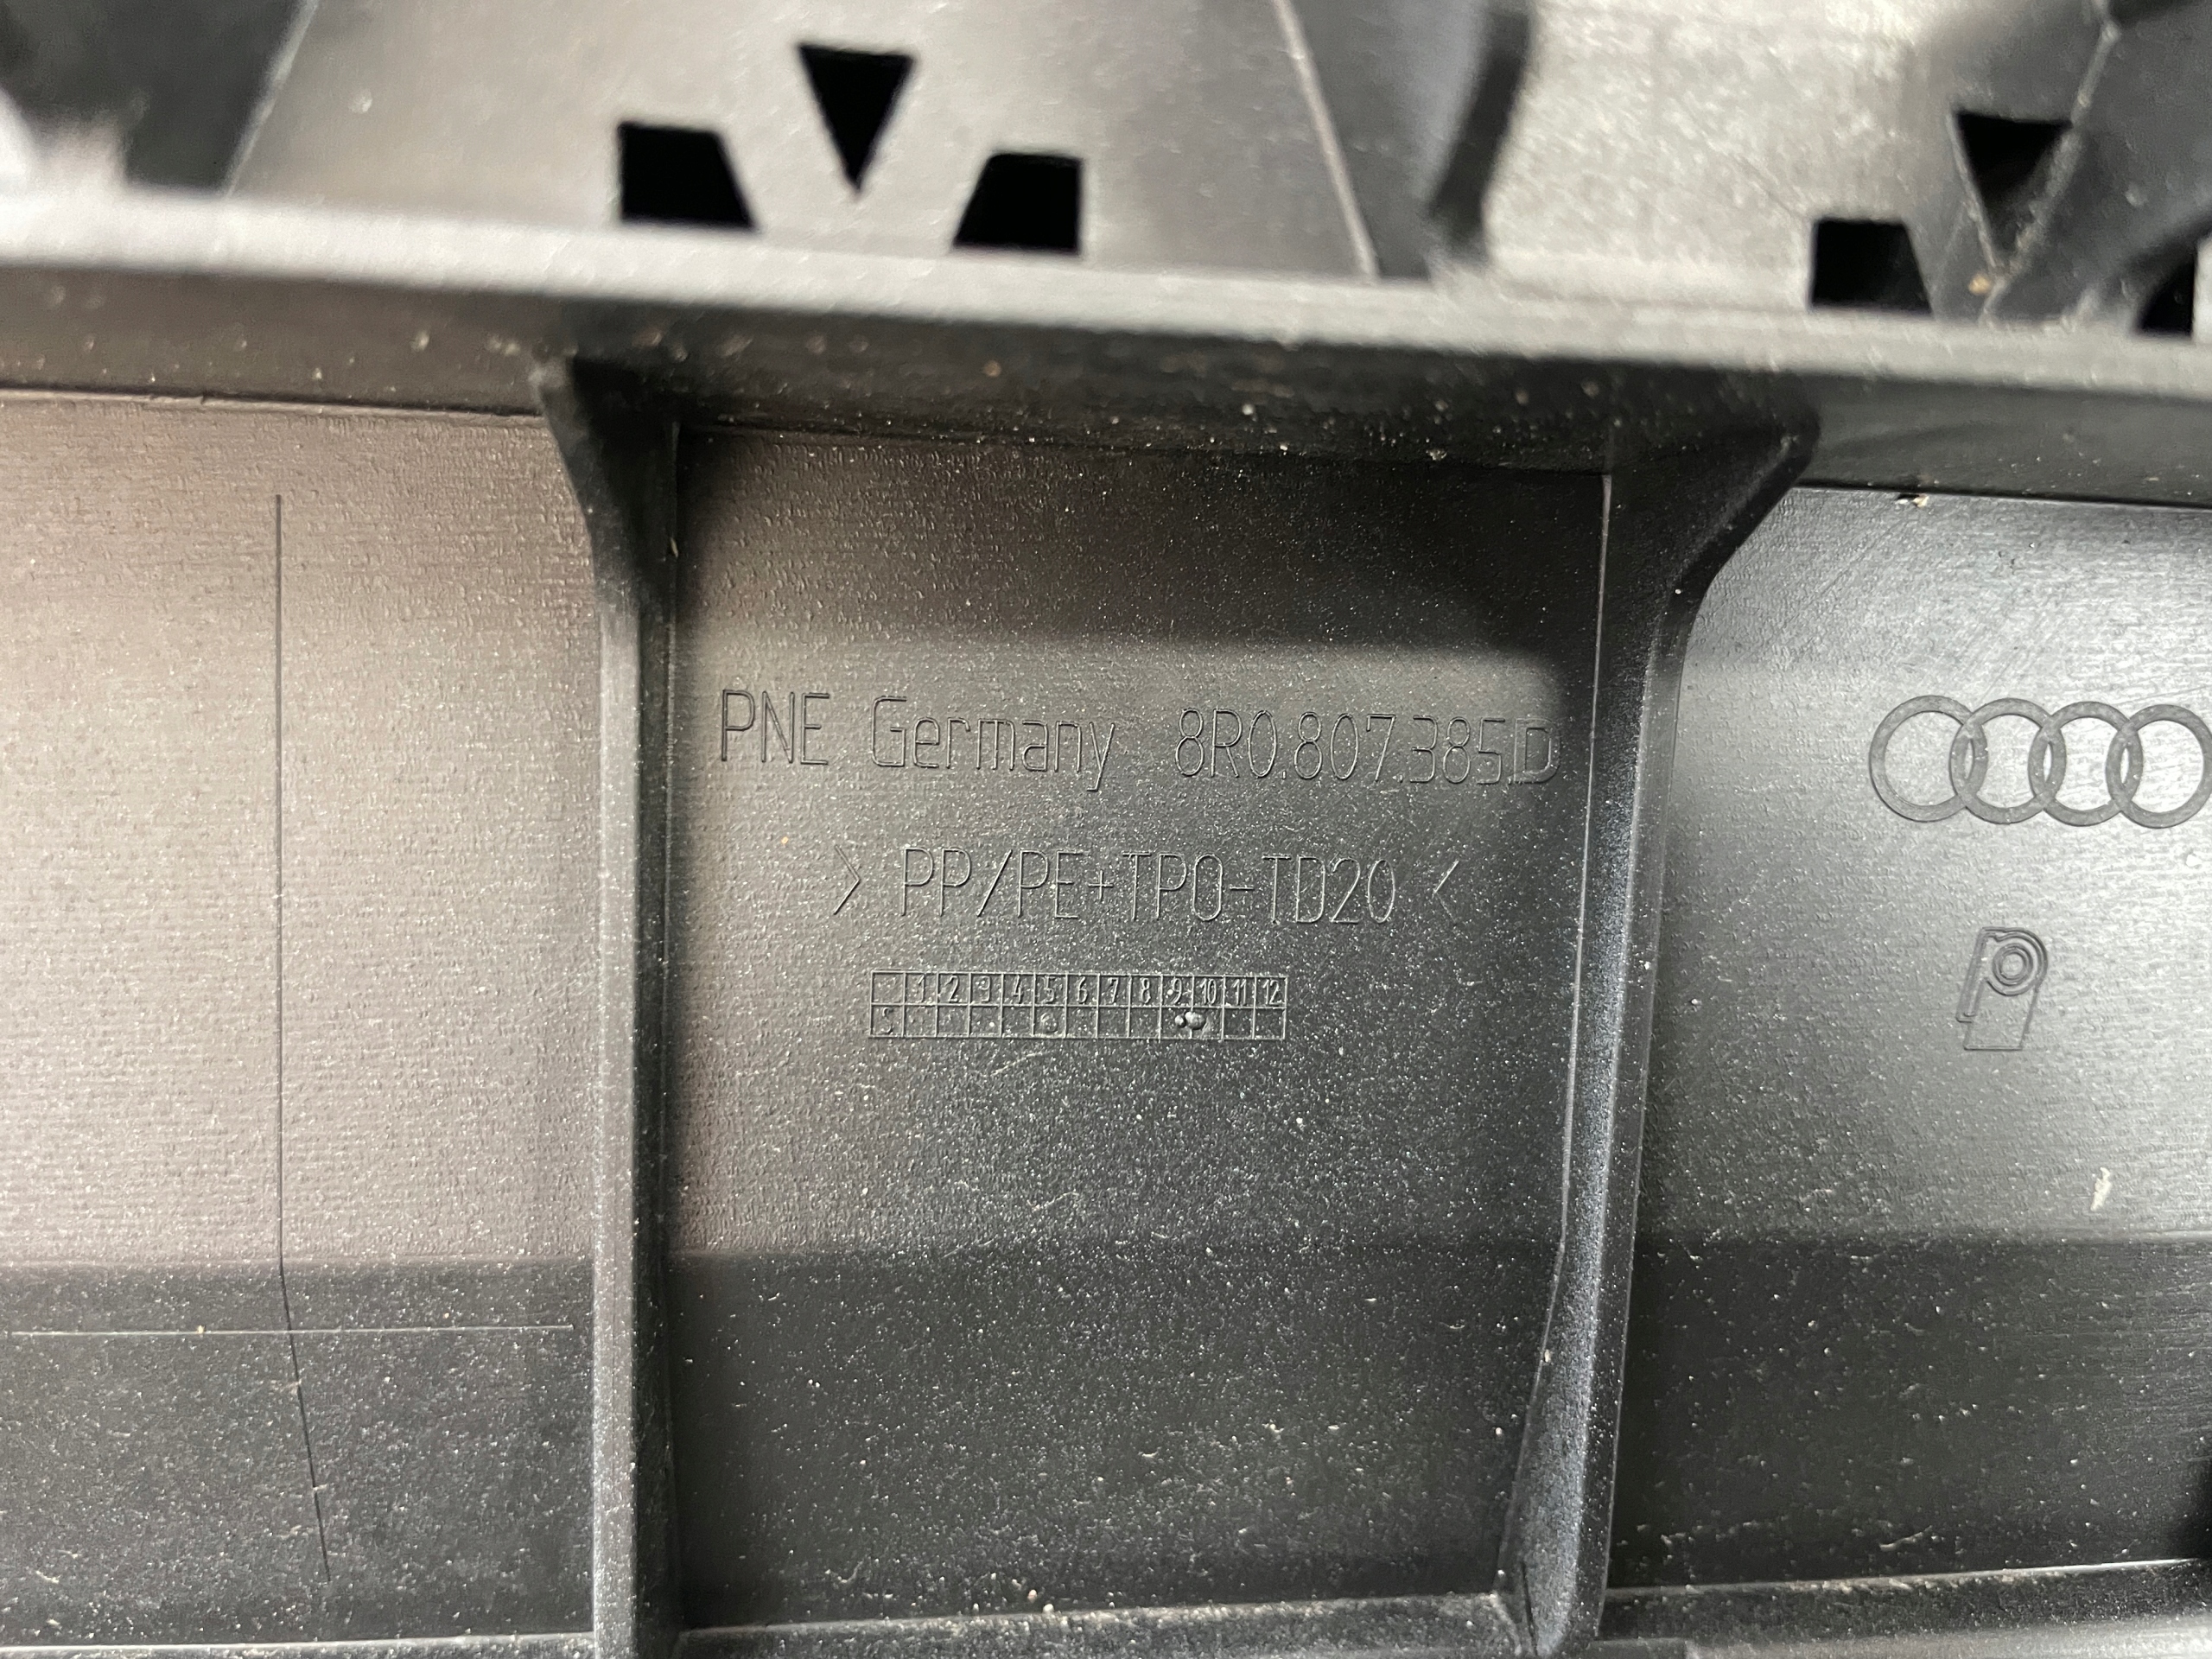 PNE Germany 8R0.807.385.D
> PP/PE+TPO-TD20 <
1 2 3 4 5 6 7 8 9 10 11 12